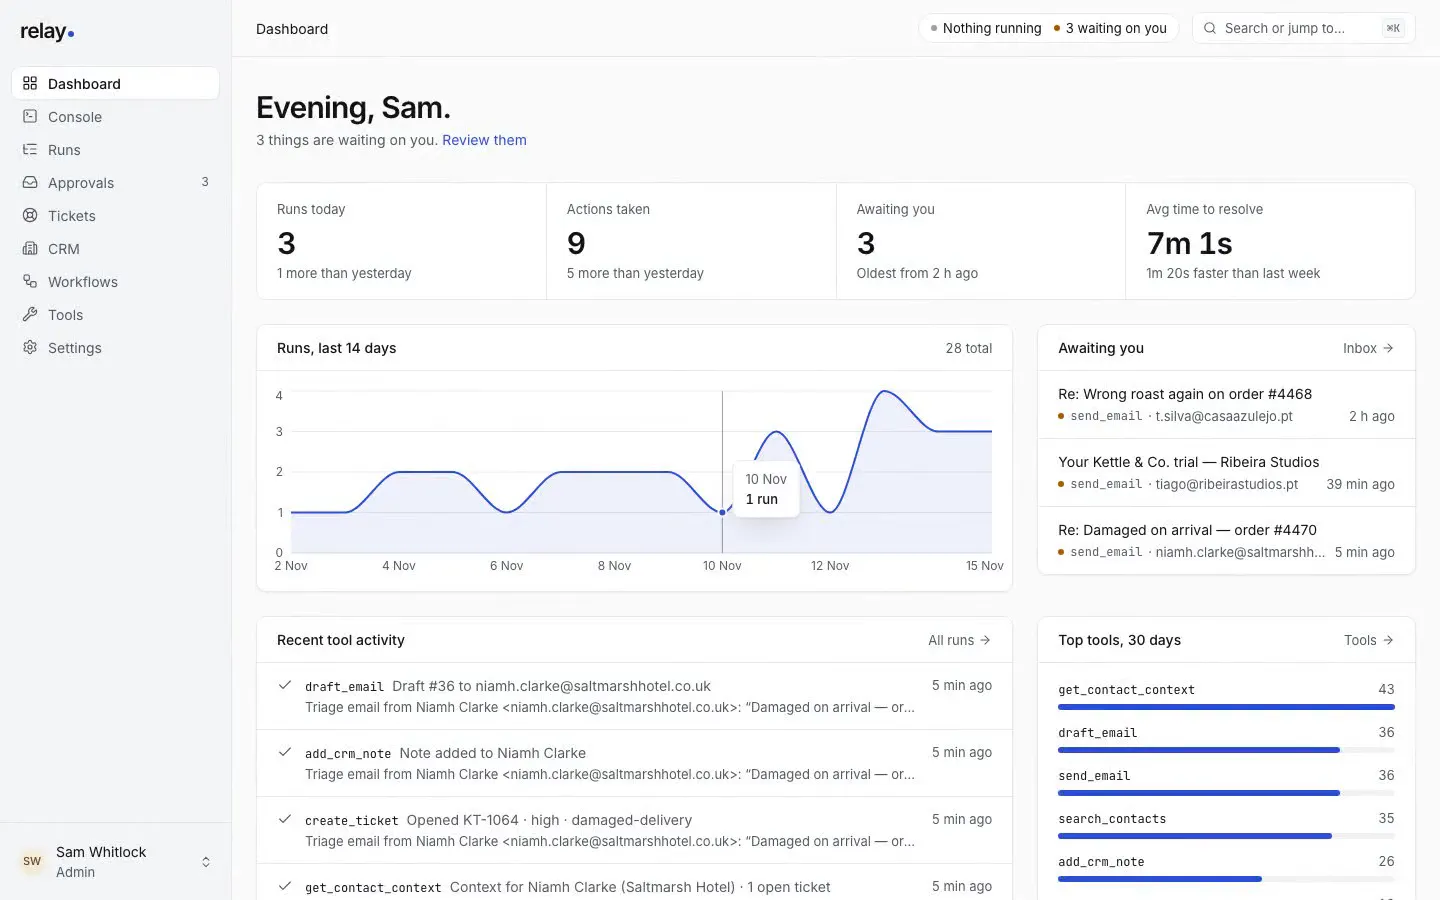 relay.
Dashboard
Console
Runs
Approvals 3
Tickets
CRM
Workflows
Tools
Settings
SW
Sam Whitlock
Admin
Dashboard
Nothing running 3 waiting on you
Search or jump to... ⌘K
Evening, Sam.
3 things are waiting on you. Review them
Runs today
3
1 more than yesterday
Actions taken
9
5 more than yesterday
Awaiting you
3
Oldest from 2 h ago
Avg time to resolve
7m 1s
1m 20s faster than last week
Runs, last 14 days 28 total
4
3
2
1
0
2 Nov 4 Nov 6 Nov 8 Nov 10 Nov 12 Nov 15 Nov
10 Nov
1 run
Awaiting you Inbox →
Re: Wrong roast again on order #4468
send_email · t.silva@casaazulejo.pt 2 h ago
Your Kettle & Co. trial — Ribeira Studios
send_email · tiago@ribeirastudios.pt 39 min ago
Re: Damaged on arrival — order #4470
send_email · niamh.clarke@saltmarshh... 5 min ago
Recent tool activity All runs →
draft_email Draft #36 to niamh.clarke@saltmarshhotel.co.uk 5 min ago
Triage email from Niamh Clarke <niamh.clarke@saltmarshhotel.co.uk>: “Damaged on arrival — or...
add_crm_note Note added to Niamh Clarke 5 min ago
Triage email from Niamh Clarke <niamh.clarke@saltmarshhotel.co.uk>: “Damaged on arrival — or...
create_ticket Opened KT-1064 · high · damaged-delivery 5 min ago
Triage email from Niamh Clarke <niamh.clarke@saltmarshhotel.co.uk>: “Damaged on arrival — or...
get_contact_context Context for Niamh Clarke (Saltmarsh Hotel) · 1 open ticket 5 min ago
Top tools, 30 days Tools →
get_contact_context 43
draft_email 36
send_email 36
search_contacts 35
add_crm_note 26